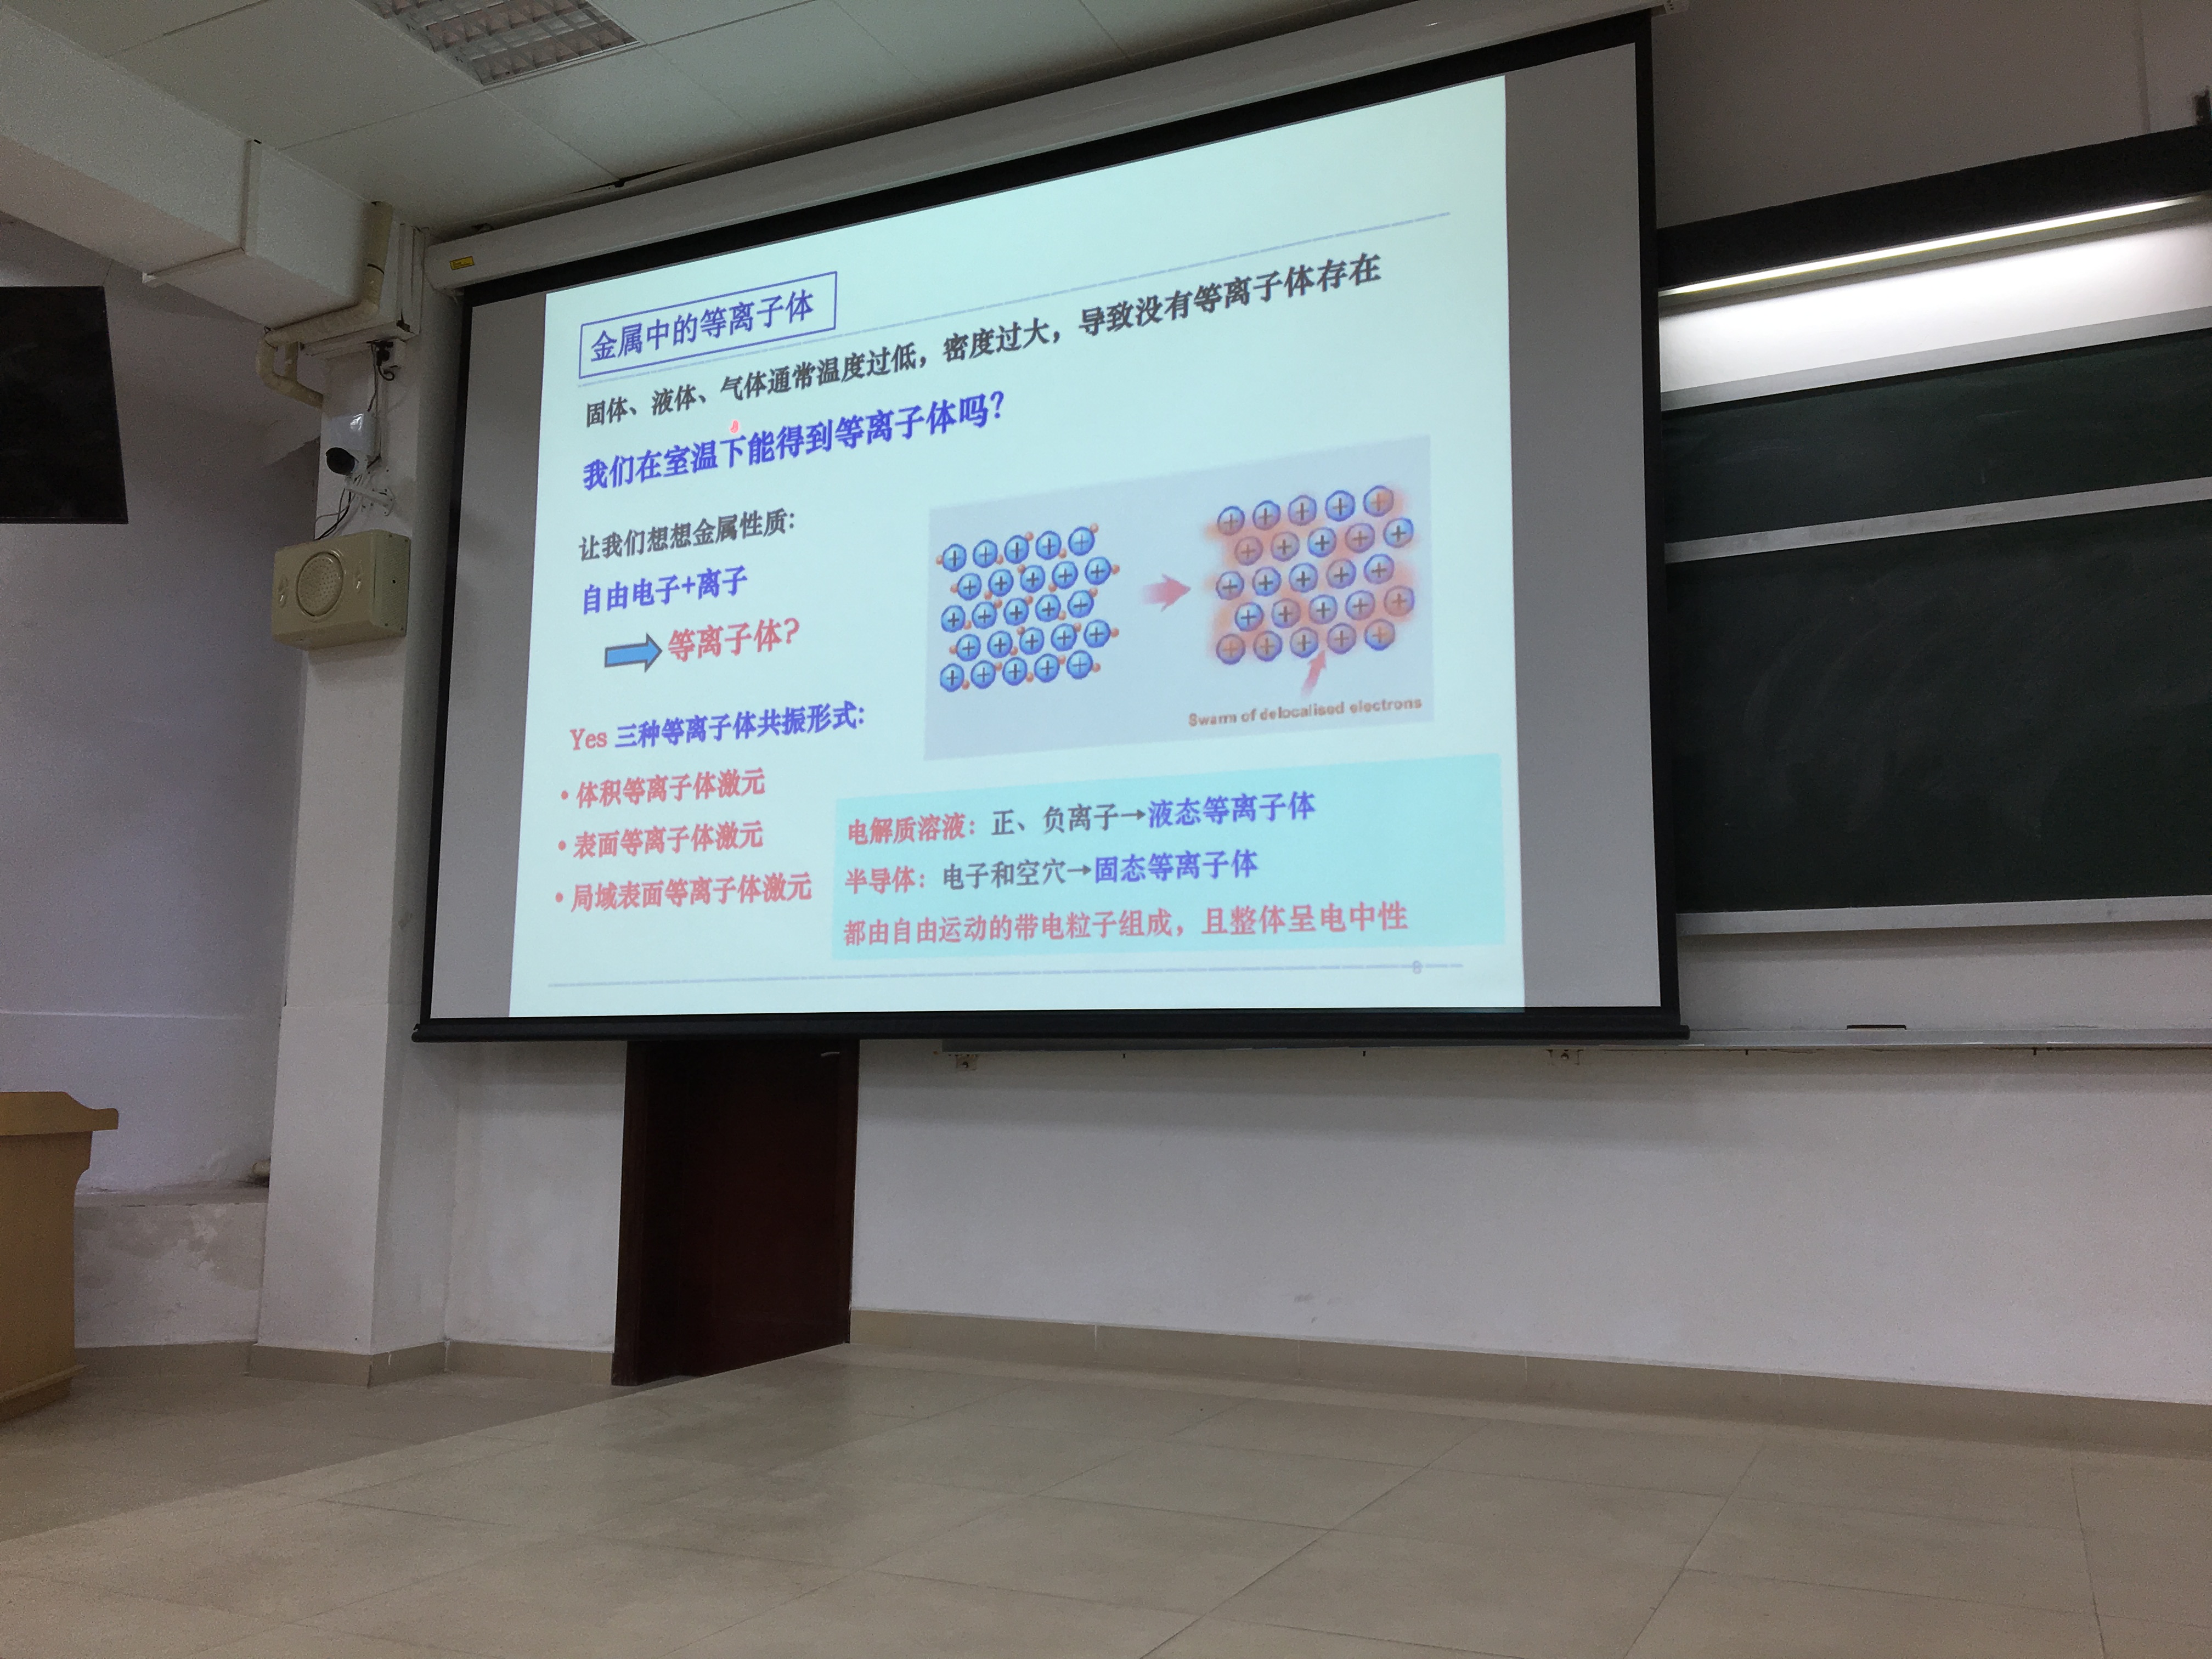 金属中的等离子体
固体、液体、气体通常温度过低，密度过大，导致没有等离子体存在
我们在室温下能得到等离子体吗？
让我们想想金属性质：
自由电子+离子
等离子体？
Swarm of delocalised electrons
Yes 三种等离子体共振形式：
• 体积等离子体激元
• 表面等离子体激元
• 局域表面等离子体激元
电解质溶液：正、负离子→液态等离子体
半导体：电子和空穴→固态等离子体
都由自由运动的带电粒子组成，且整体呈电中性